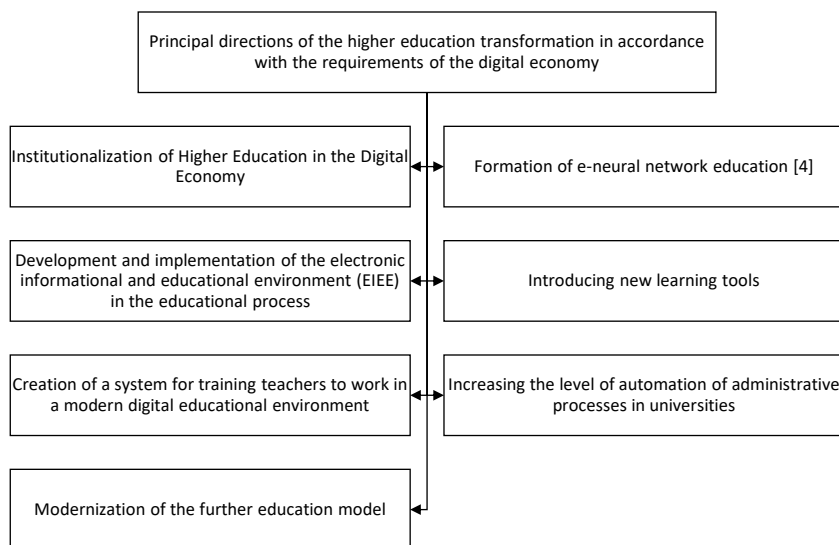 Principal directions of the higher education transformation in accordance
with the requirements of the digital economy
Institutionalization of Higher Education in the Digital
Economy
Formation of e-neural network education [4]
Development and implementation of the electronic
informational and educational environment (EIEE)
in the educational process
Introducing new learning tools
Creation of a system for training teachers to work in
a modern digital educational environment
Increasing the level of automation of administrative
processes in universities
Modernization of the further education model